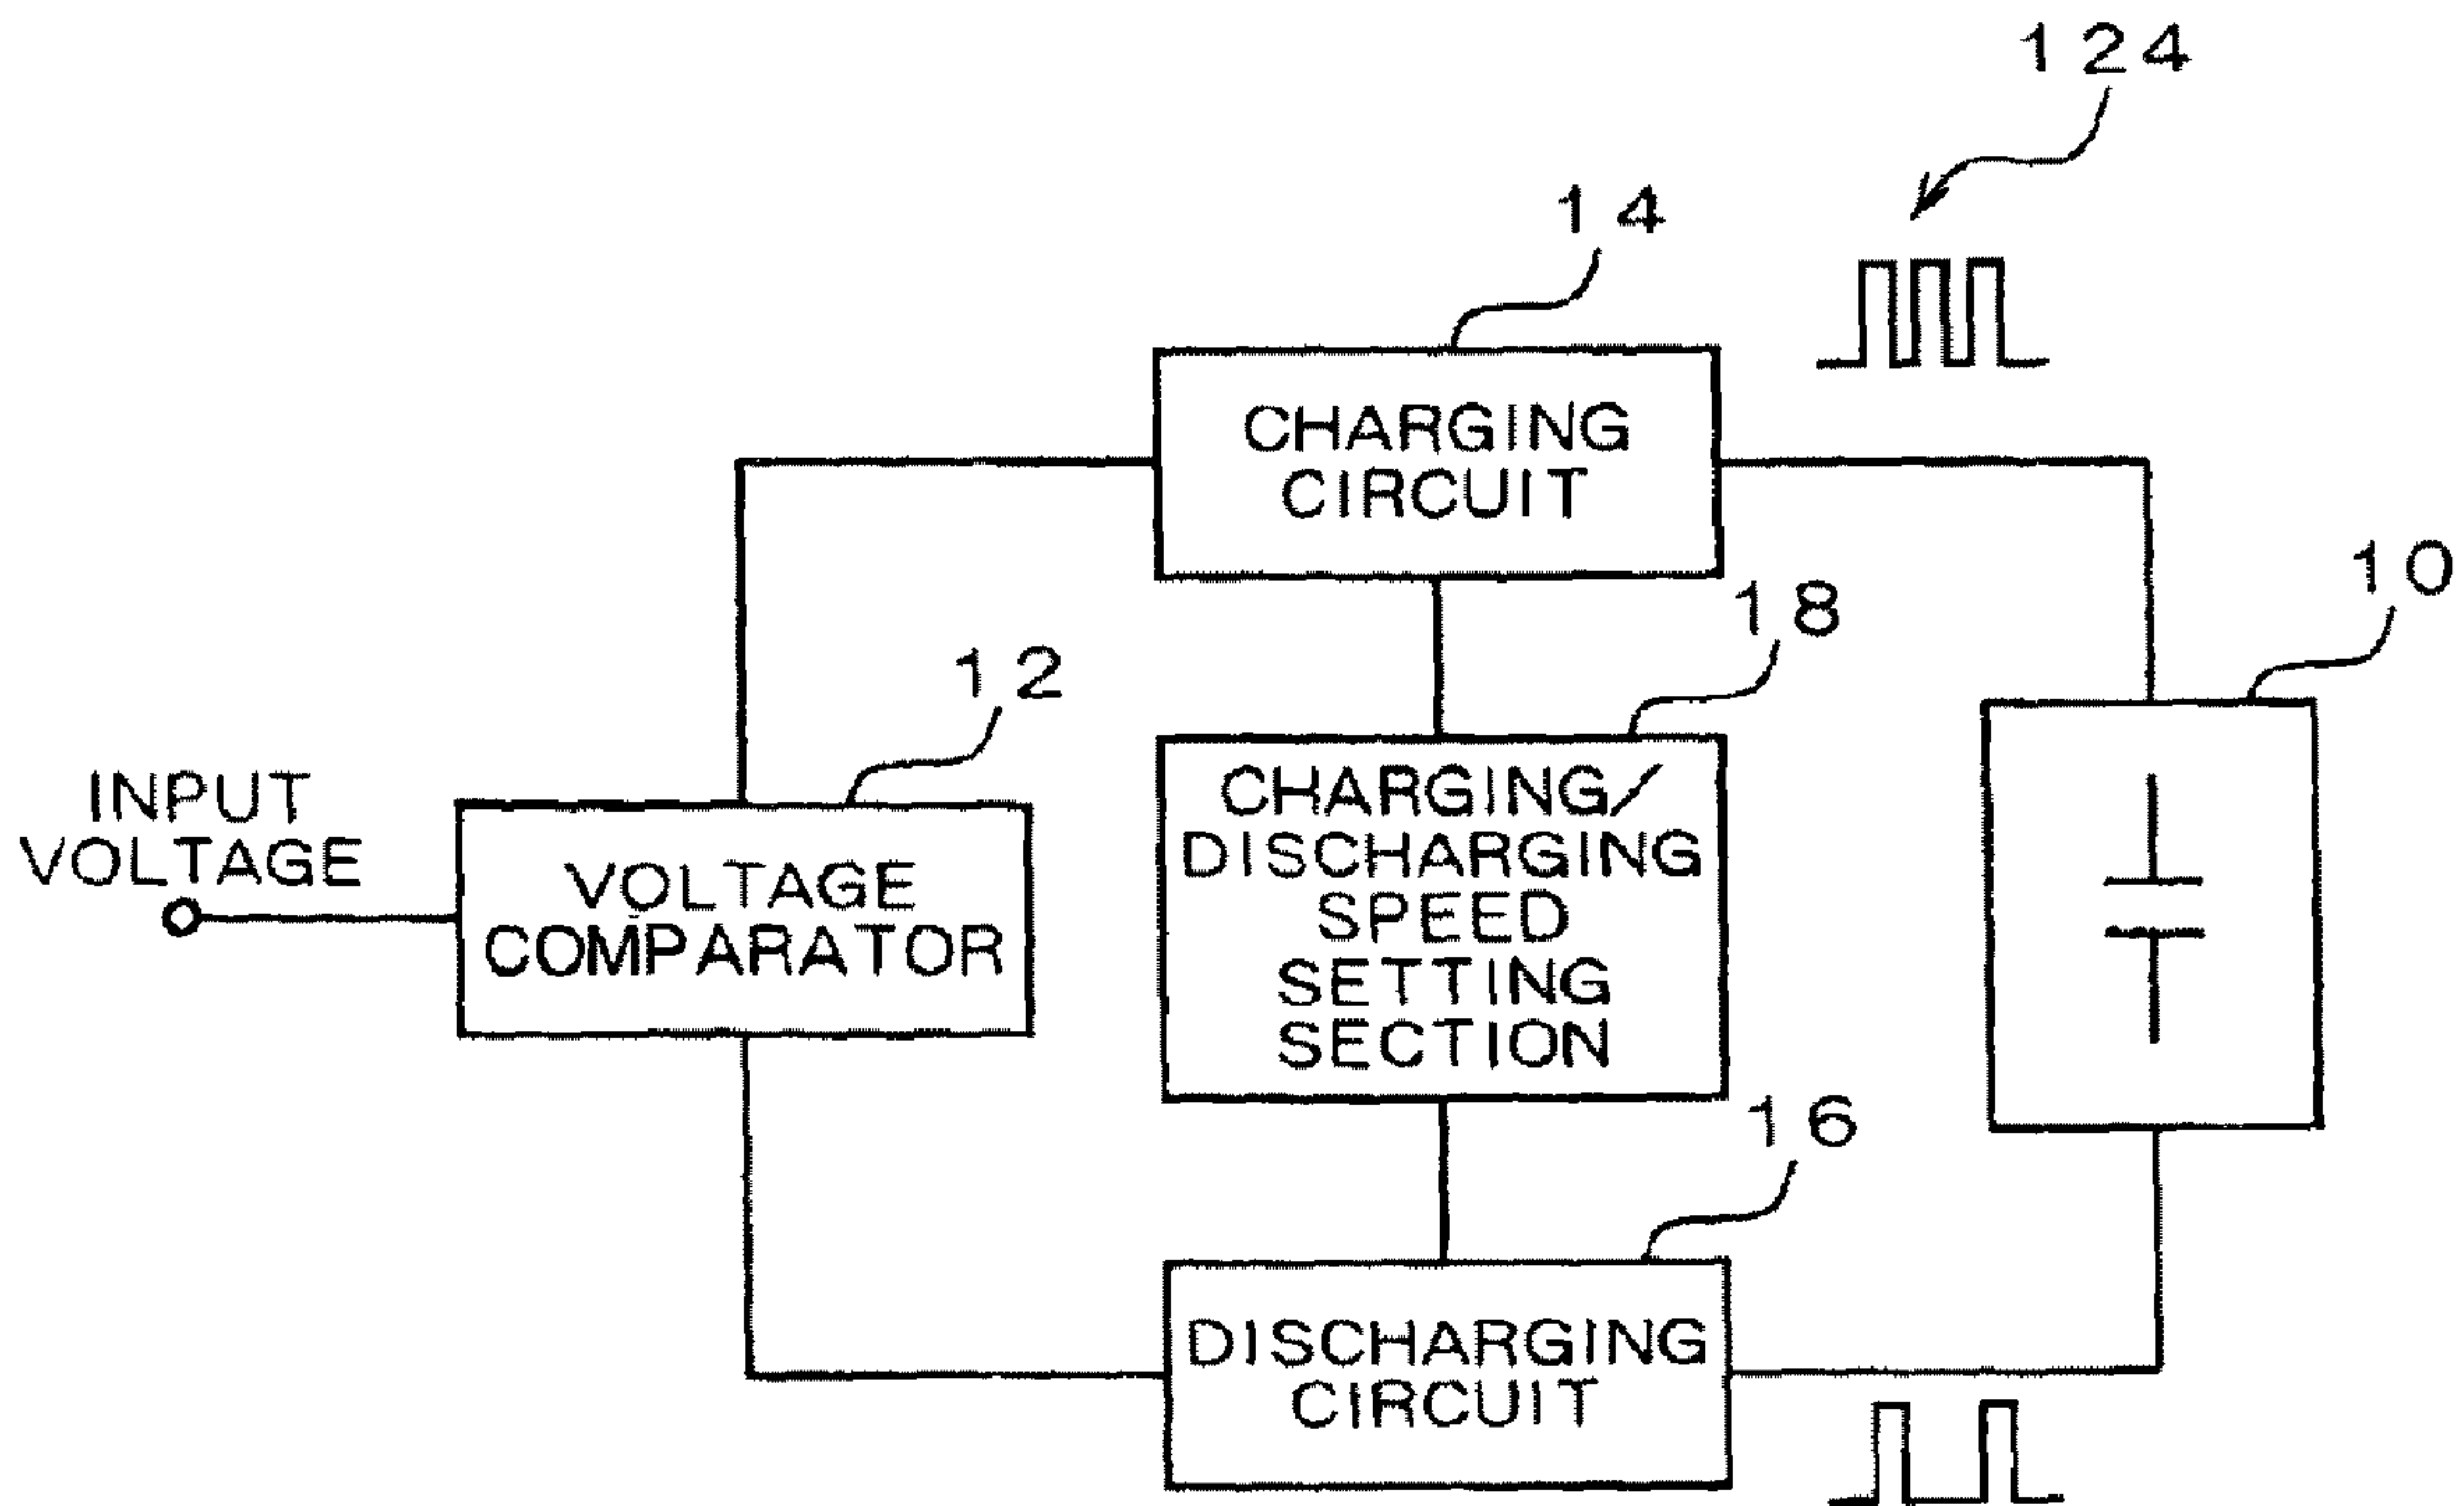 124
14
CHARGING
CIRCUIT
10
18
12
INPUT
VOLTAGE
VOLTAGE
COMPARATOR
CHARGING/
DISCHARGING
SPEED
SETTING
SECTION
16
DISCHARGING
CIRCUIT